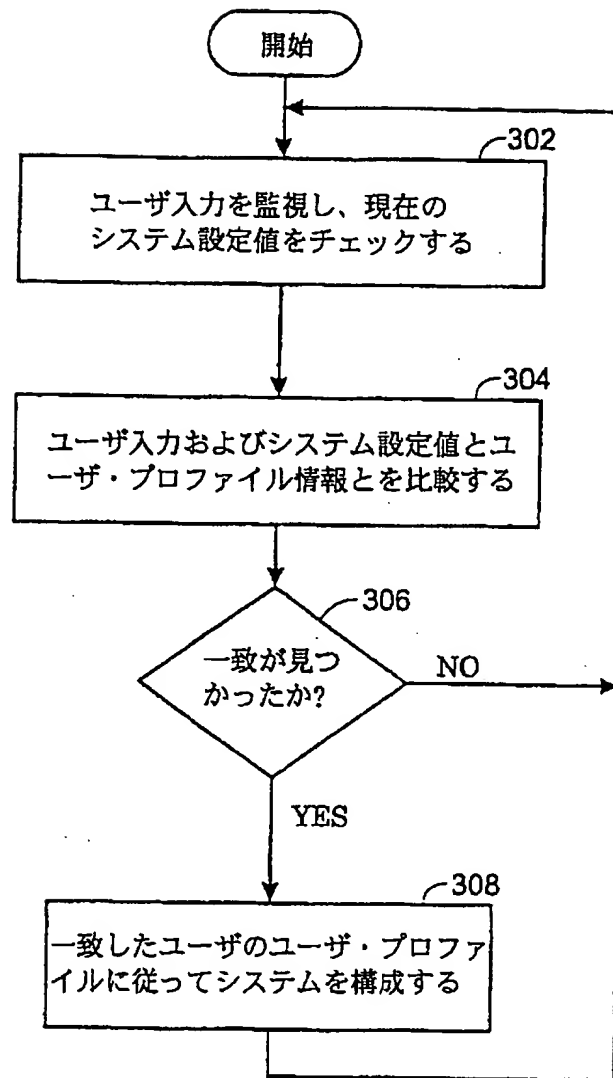 開始
302
ユーザ入力を監視し、現在の
システム設定値をチェックする
304
ユーザ入力およびシステム設定値とユ
ーザ・プロファイル情報とを比較する
306
一致が見つ
かったか?
NO
YES
308
一致したユーザのユーザ・プロファ
イルに従ってシステムを構成する